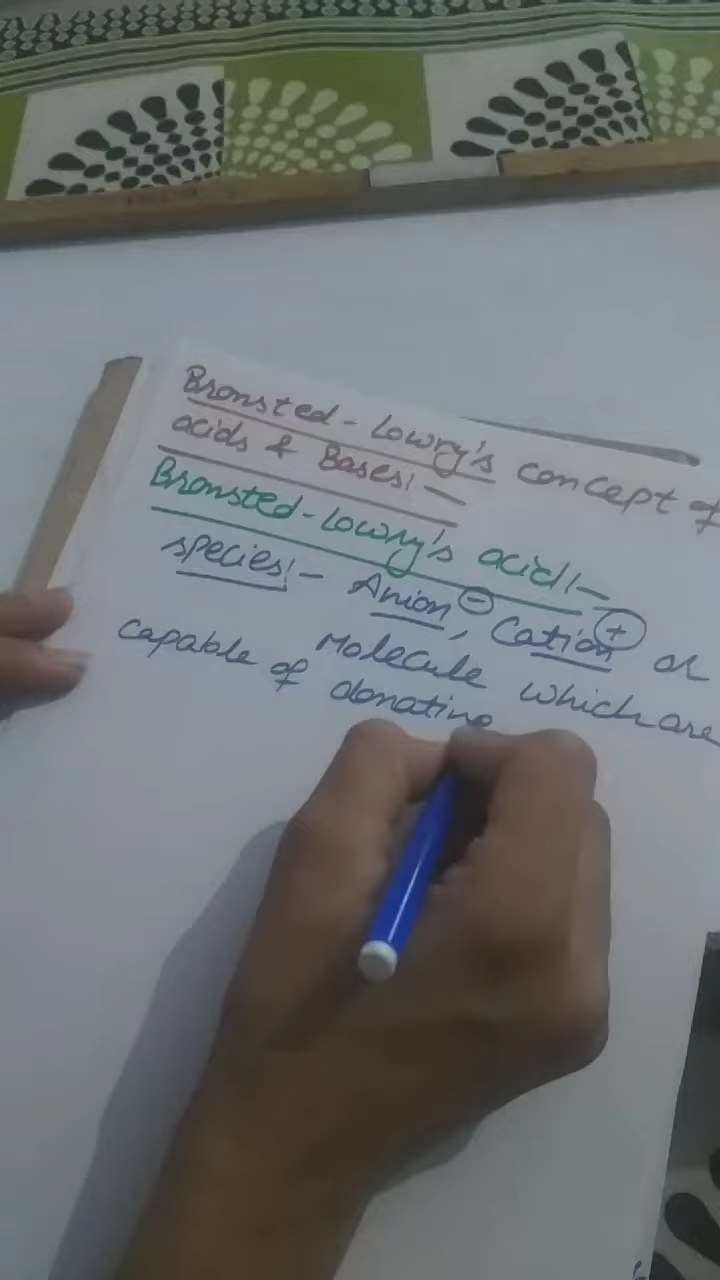 Bronsted-Lowry's concept of
acids & Bases:-
Bronsted-Lowry's acid:-
species:- Anion ⊖, Cation ⊕ or
Molecule which are
capable of donating